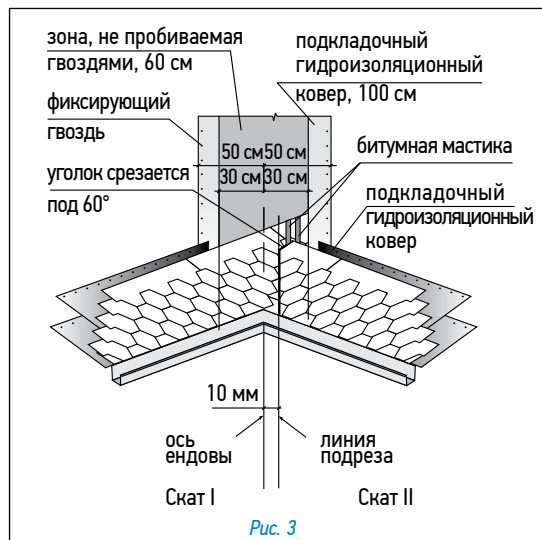 зона, не пробиваемая
гвоздями, 60 см
подкладочный
гидроизоляционный
ковер, 100 см
фиксирующий
гвоздь
50 см 50 см
битумная мастика
уголок срезается
под 60°
30 см 30 см
подкладочный
гидроизоляционный
ковер
10 мм
ось
ендовы
линия
подреза
Скат I
Скат II
Рис. 3